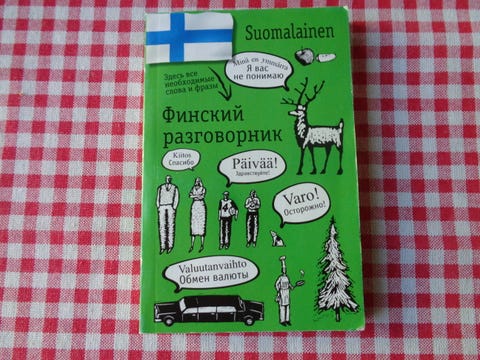 Suomalainen
Minä en ymmärrä
Я вас
не понимаю
Здесь все
необходимые
слова и фразы
Финский
разговорник
Kiitos
Спасибо
Päivää!
Здравствуйте!
Varo!
Осторожно!
Valuutanvaihto
Обмен валюты